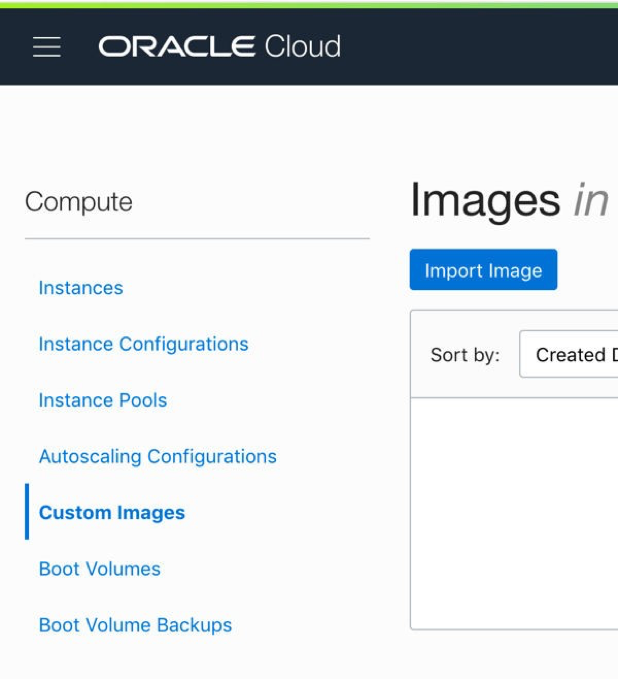 ORACLE Cloud
Compute
Instances
Instance Configurations
Instance Pools
Autoscaling Configurations
Custom Images
Boot Volumes
Boot Volume Backups
Images in
Import Image
Sort by: Created